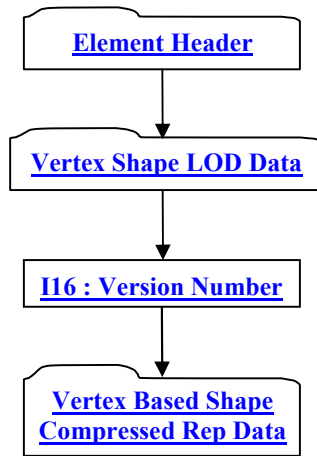 Element Header
Vertex Shape LOD Data
I16 : Version Number
Vertex Based Shape
Compressed Rep Data